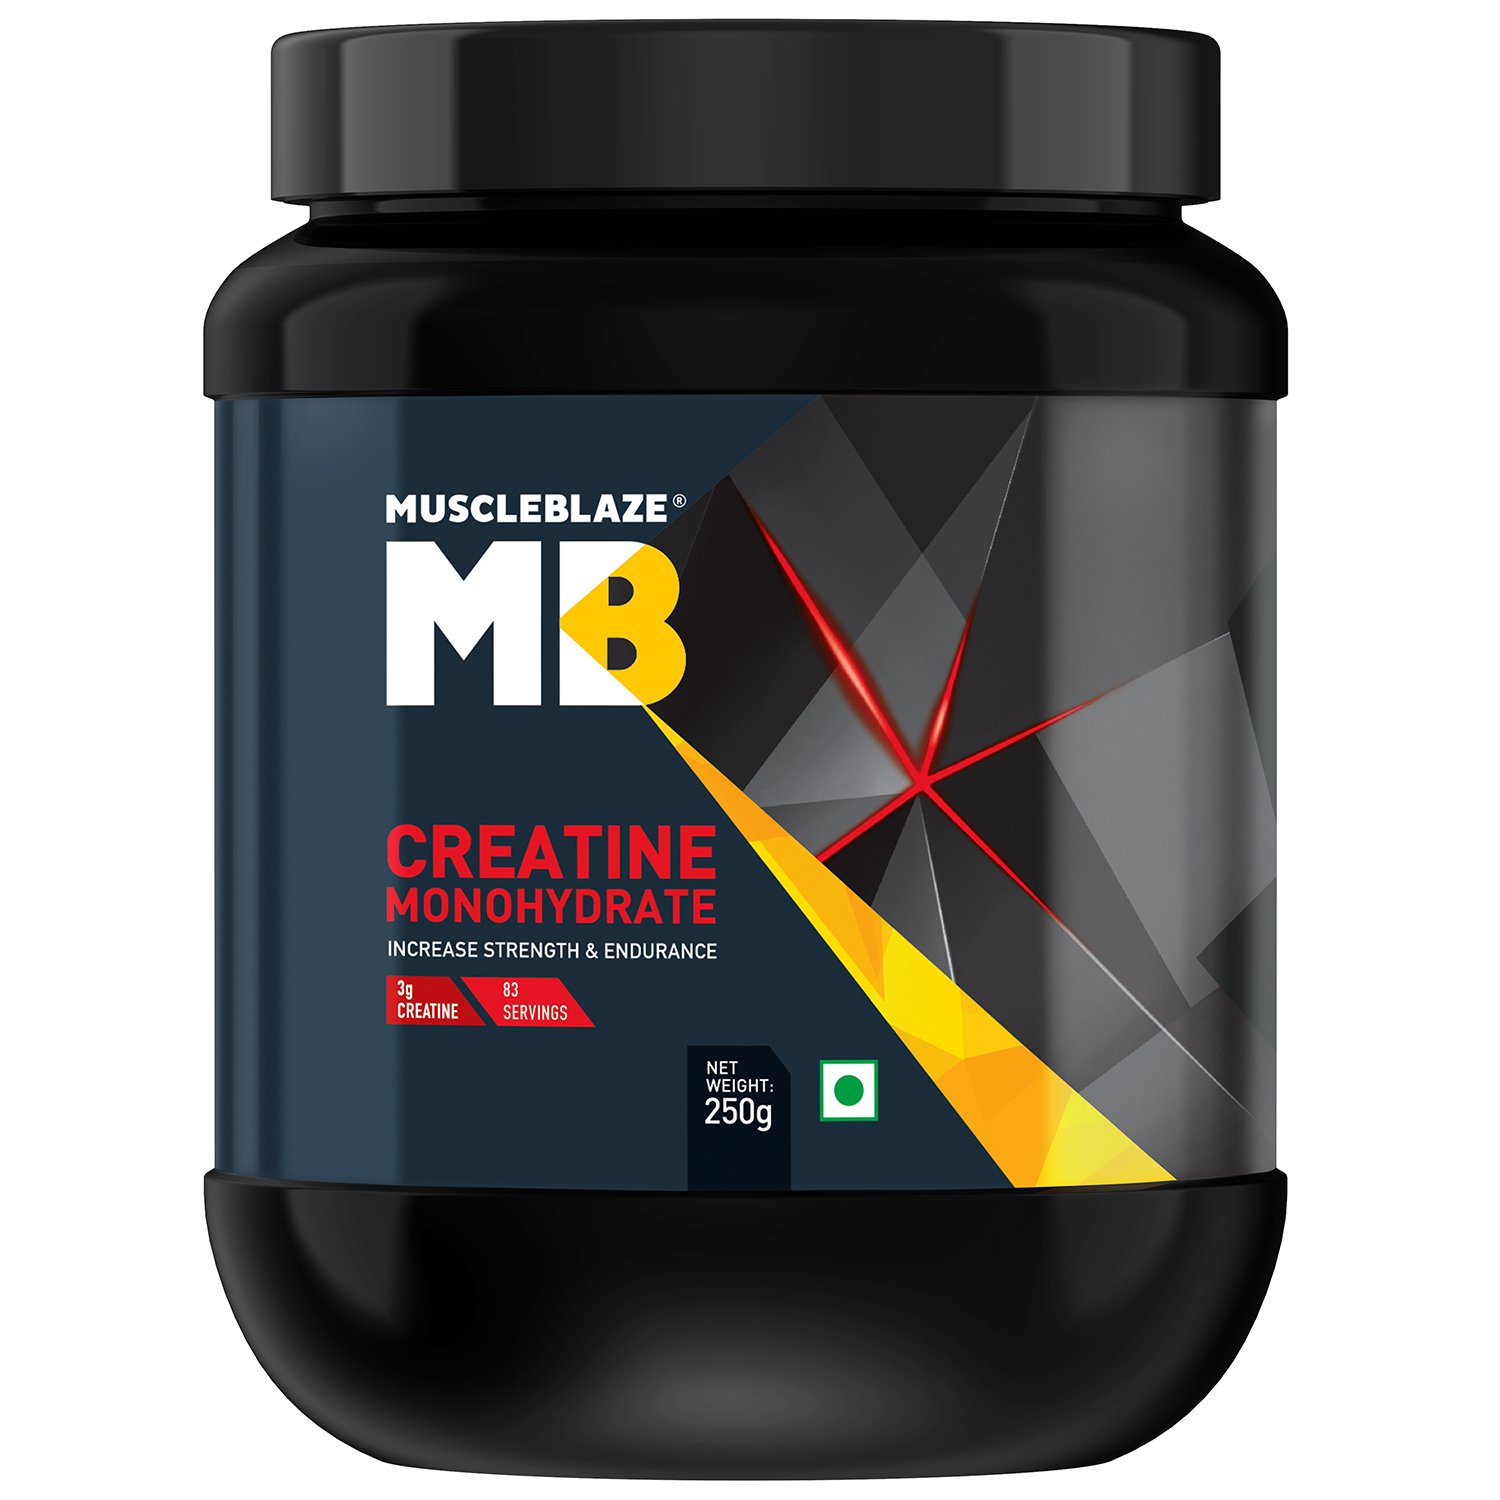 MUSCLEBLAZE®
MB
CREATINE
MONOHYDRATE
INCREASE STRENGTH & ENDURANCE
3g
CREATINE
83
SERVINGS
NET
WEIGHT:
250g